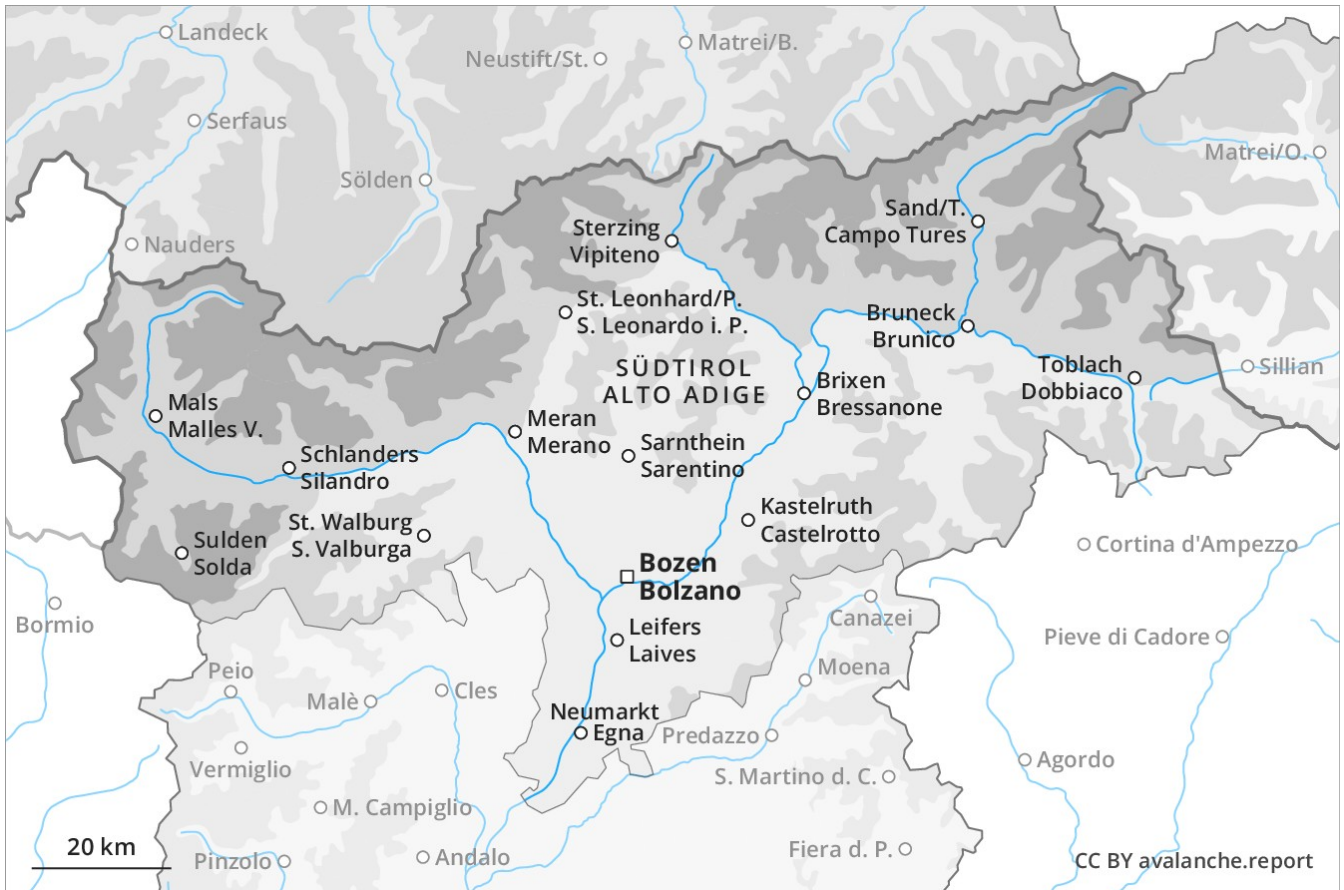 Landeck
Matrei/B.
Neustift/St.
Serfaus
Matrei/O.
Sölden
Sand/T.
Campo Tures
Sterzing
Vipiteno
Nauders
St. Leonhard/P.
S. Leonardo i. P.
Bruneck
Brunico
SÜDTIROL
ALTO ADIGE
Toblach
Dobbiaco
Sillian
Brixen
Bressanone
Mals
Malles V.
Meran
Merano
Sarnthein
Sarentino
Schlanders
Silandro
Kastelruth
Castelrotto
St. Walburg
S. Valburga
Sulden
Solda
Cortina d'Ampezzo
Bozen
Bolzano
Bormio
Canazei
Leifers
Laives
Pieve di Cadore
Peio
Moena
Malè
Cles
Neumarkt
Egna
Predazzo
Vermiglio
Agordo
S. Martino d. C.
M. Campiglio
20 km
Pinzolo
Andalo
Fiera d. P.
CC BY avalanche.report